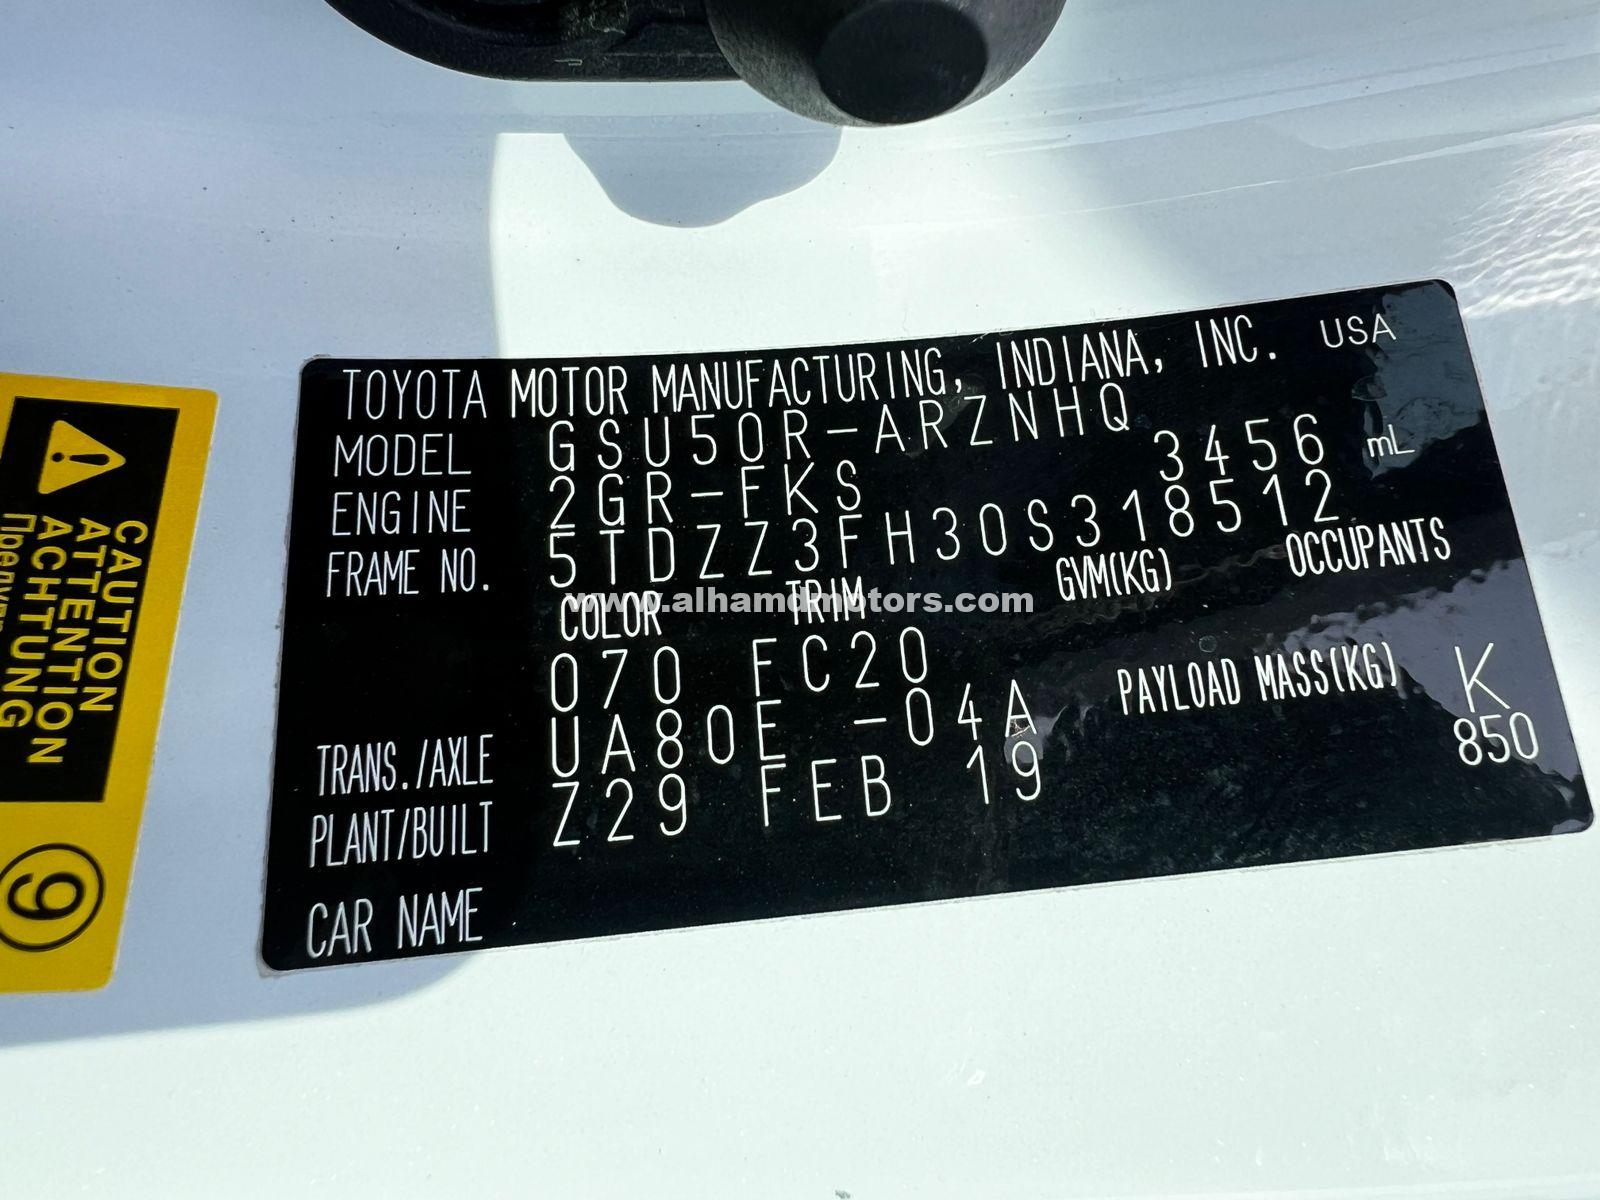 TOYOTA MOTOR MANUFACTURING, INDIANA, INC. USA
MODEL GSU50R-ARZNHQ
ENGINE 2GR-FKS 3456 mL
FRAME NO. 5TDZZ3FH30S318512
COLOR TRIM GVM(KG) OCCUPANTS
www.alhamdmotors.com
070 FC20
TRANS./AXLE UA80E -04A PAYLOAD MASS(KG) K
PLANT/BUILT Z29 FEB 19 850
CAR NAME
CAUTION
ATTENTION
ACHTUNG
9